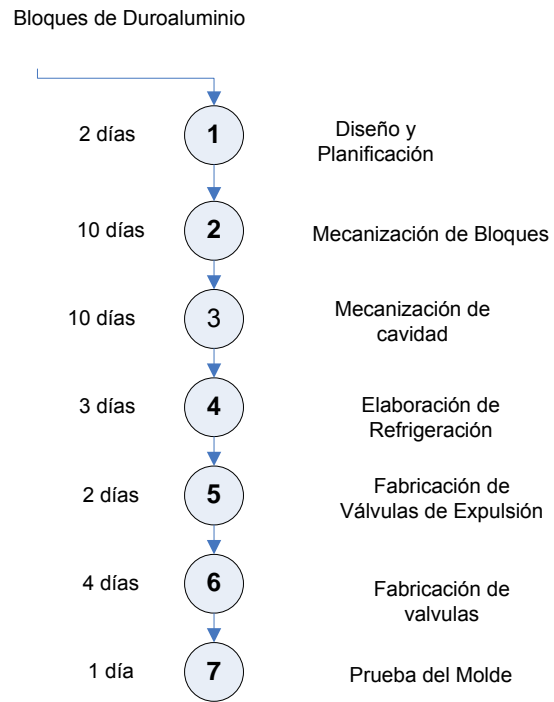 Bloques de Duroaluminio
2 días
1
Diseño y
Planificación
10 días
2
Mecanización de Bloques
10 días
3
Mecanización de
cavidad
3 días
4
Elaboración de
Refrigeración
2 días
5
Fabricación de
Válvulas de Expulsión
4 días
6
Fabricación de
valvulas
1 día
7
Prueba del Molde